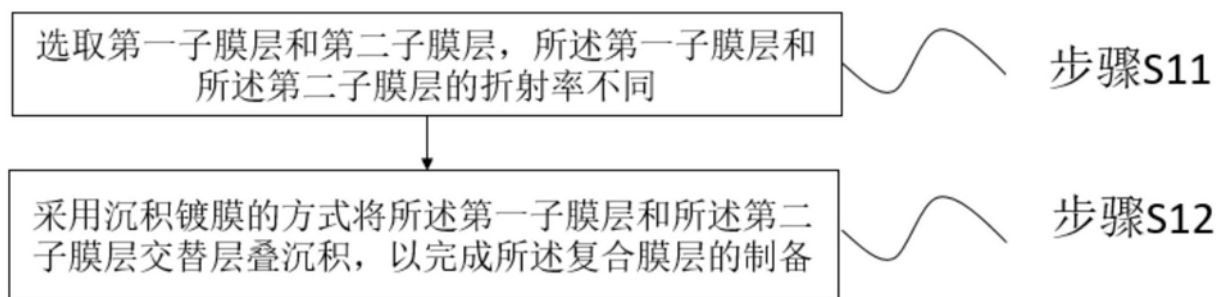 选取第一子膜层和第二子膜层，所述第一子膜层和
所述第二子膜层的折射率不同
步骤S11
采用沉积镀膜的方式将所述第一子膜层和所述第二
子膜层交替层叠沉积，以完成所述复合膜层的制备
步骤S12